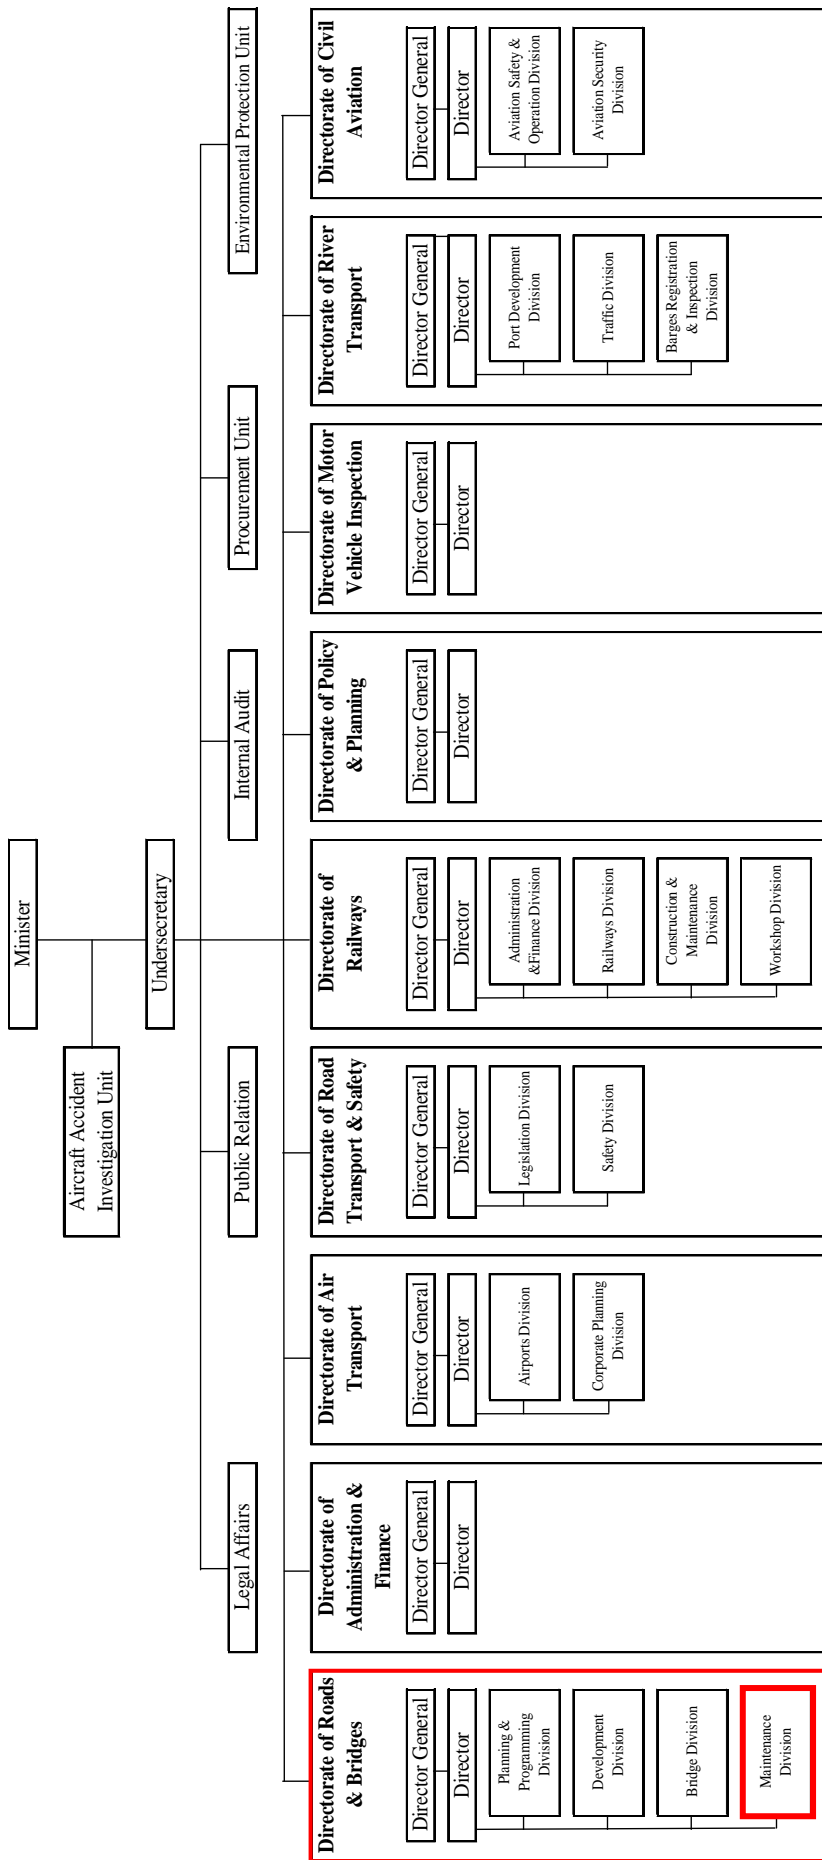 Minister
Aircraft Accident
Investigation Unit
Undersecretary
Legal Affairs
Public Relation
Internal Audit
Procurement Unit
Environmental Protection Unit
Directorate of Roads
& Bridges
Director General
Director
Planning &
Programming
Division
Development
Division
Bridge Division
Maintenance
Division
Directorate of
Administration &
Finance
Director General
Director
Directorate of Air
Transport
Director General
Director
Airports Division
Corporate Planning
Division
Directorate of Road
Transport & Safety
Director General
Director
Legislation Division
Safety Division
Directorate of
Railways
Director General
Director
Administration
&Finance Division
Railways Division
Construction &
Maintenance
Division
Workshop Division
Directorate of Policy
& Planning
Director General
Director
Directorate of Motor
Vehicle Inspection
Director General
Director
Directorate of River
Transport
Director General
Director
Port Development
Division
Traffic Division
Barges Registration
& Inspection
Division
Directorate of Civil
Aviation
Director General
Director
Aviation Safety &
Operation Division
Aviation Security
Division